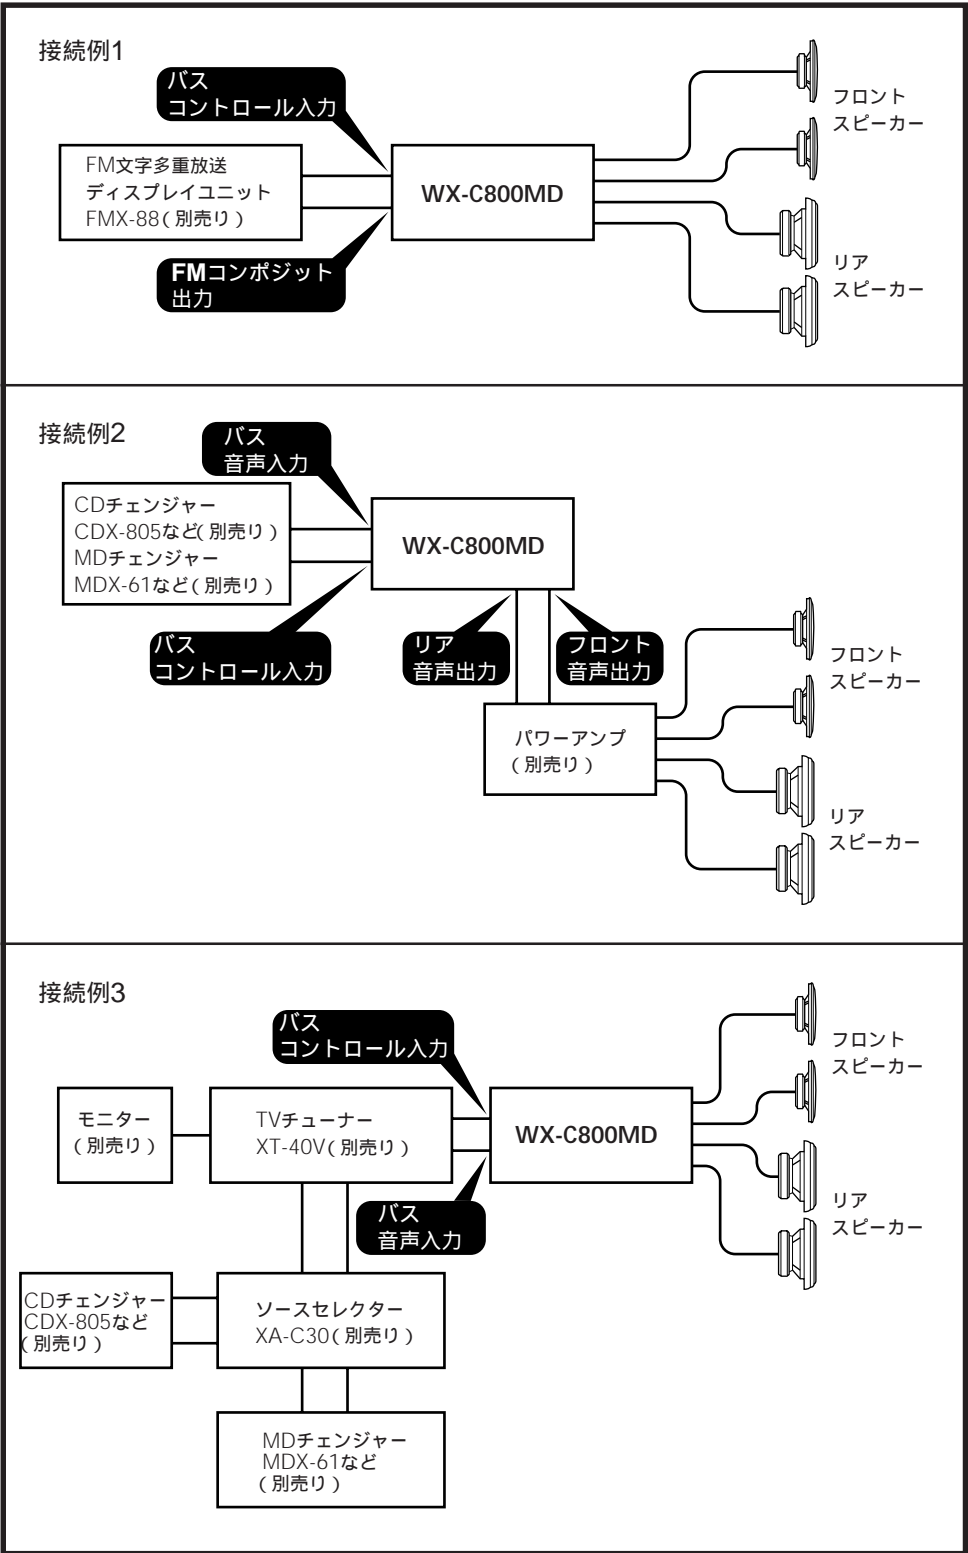 接続例1
バス
コントロール入力
FM文字多重放送
ディスプレイユニット
FMX-88(別売り)
WX-C800MD
FMコンポジット
出力
フロント
スピーカー
リア
スピーカー
接続例2
バス
音声入力
CDチェンジャー
CDX-805など(別売り)
MDチェンジャー
MDX-61など(別売り)
WX-C800MD
バス
コントロール入力
リア
音声出力
フロント
音声出力
パワーアンプ
(別売り)
フロント
スピーカー
リア
スピーカー
接続例3
バス
コントロール入力
モニター
(別売り)
TVチューナー
XT-40V(別売り)
WX-C800MD
バス
音声入力
フロント
スピーカー
リア
スピーカー
CDチェンジャー
CDX-805など
(別売り)
ソースセレクター
XA-C30(別売り)
MDチェンジャー
MDX-61など
(別売り)